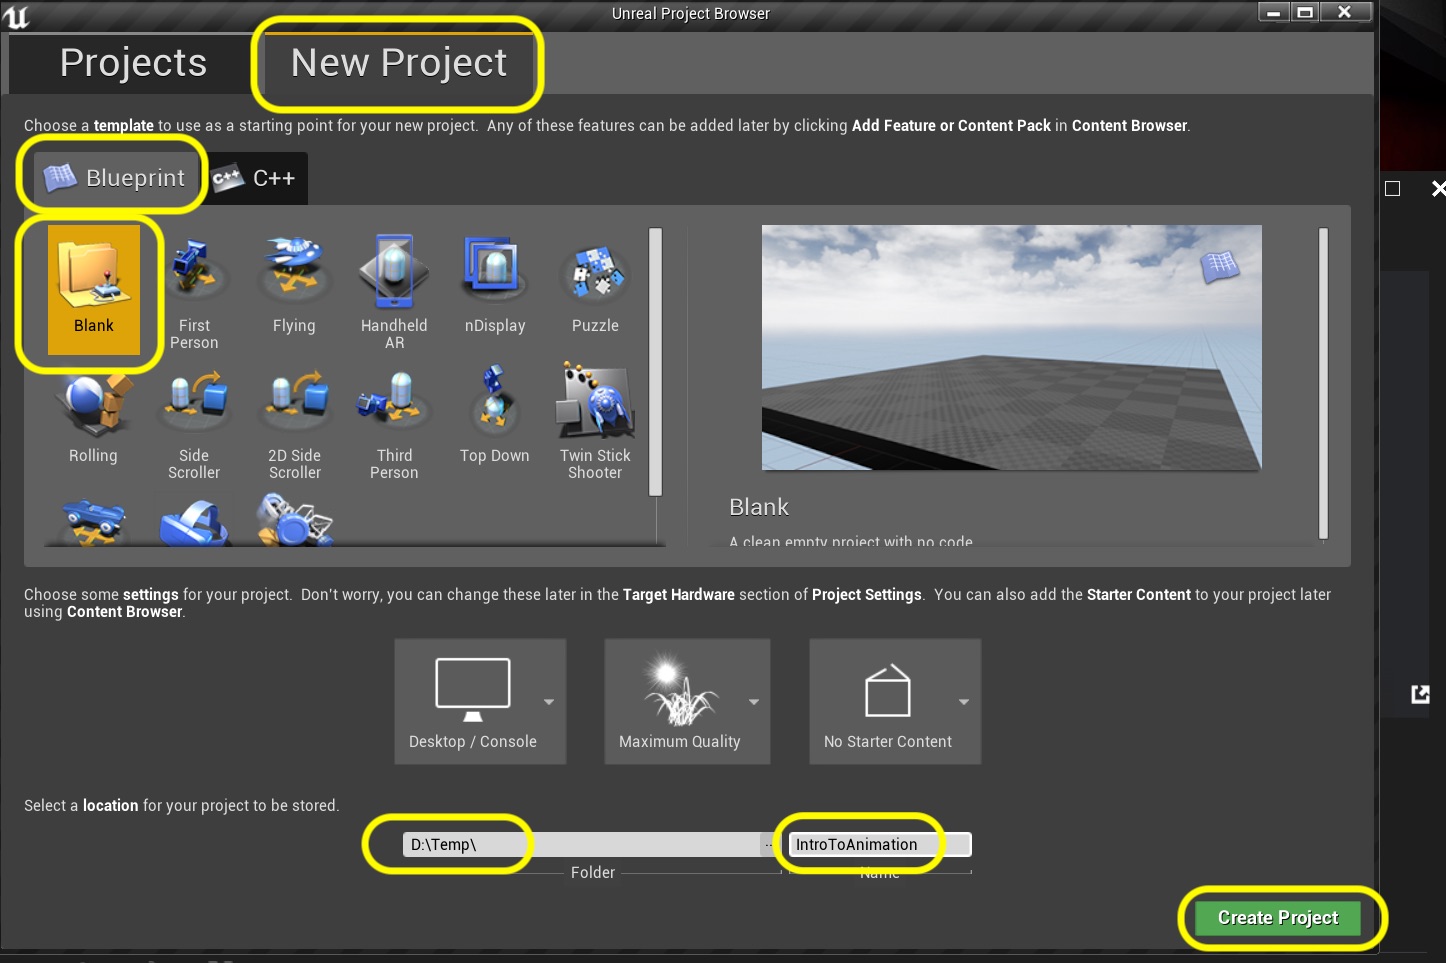 Unreal Project Browser
Projects
New Project
Choose a template to use as a starting point for your new project.  Any of these features can be added later by clicking Add Feature or Content Pack in Content Browser.
Blueprint
C++
C++
Blank
First
Person
Flying
Handheld
AR
nDisplay
Puzzle
Rolling
Side
Scroller
2D Side
Scroller
Third
Person
Top Down
Twin Stick
Shooter
Blank
A clean empty project with no code
Choose some settings for your project.  Don't worry, you can change these later in the Target Hardware section of Project Settings.  You can also add the Starter Content to your project later
using Content Browser.
Desktop / Console
Maximum Quality
No Starter Content
Select a location for your project to be stored.
D:\Temp\
...
IntroToAnimation
Folder
Name
Create Project